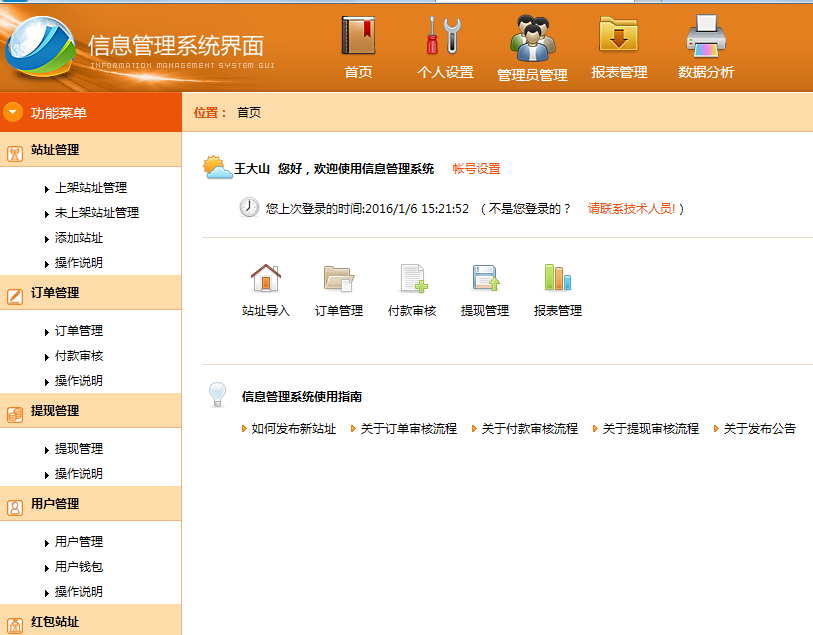 信息管理系统界面
INFORMATION MANAGEMENT SYSTEM GUI
首页
个人设置
管理员管理
报表管理
数据分析
功能菜单
位置： 首页
站址管理
上架站址管理
未上架站址管理
添加站址
操作说明
订单管理
订单管理
付款审核
操作说明
提现管理
提现管理
操作说明
用户管理
用户管理
用户钱包
操作说明
红包站址
王大山 您好，欢迎使用信息管理系统 帐号设置
您上次登录的时间:2016/1/6 15:21:52 （不是您登录的？ 请联系技术人员!）
站址导入
订单管理
付款审核
提现管理
报表管理
信息管理系统使用指南
如何发布新站址 关于订单审核流程 关于付款审核流程 关于提现审核流程 关于发布公告